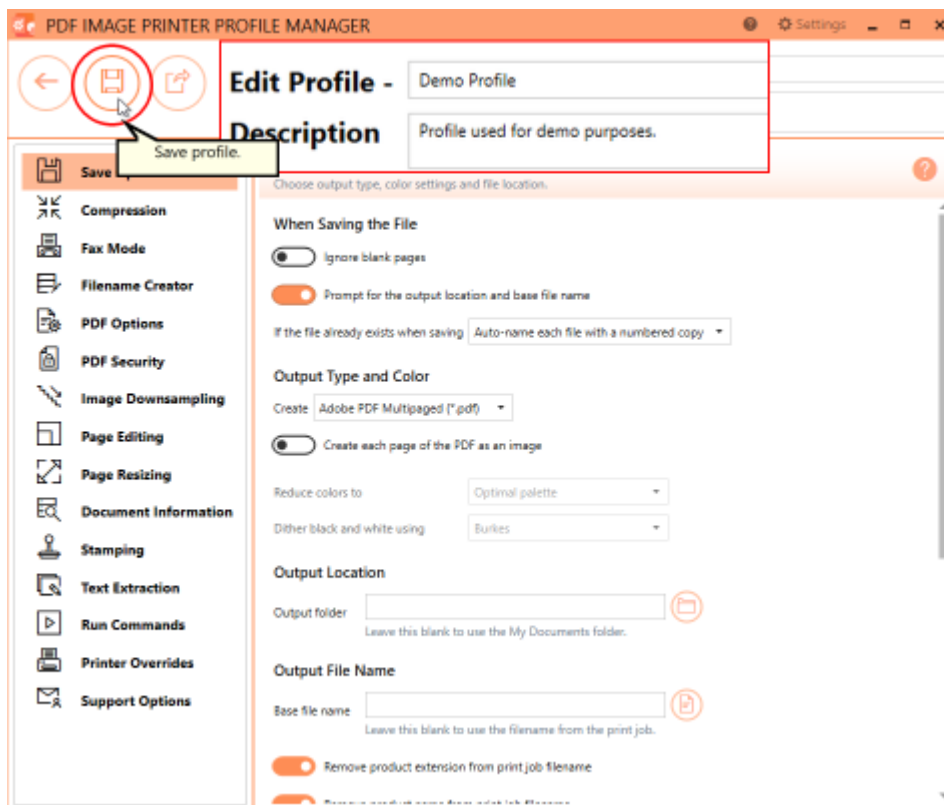 PDF IMAGE PRINTER PROFILE MANAGER
Settings
Edit Profile - Demo Profile
Description Profile used for demo purposes.
Save profile.
Save
Choose output type, color settings and file location.
Compression
Fax Mode
Filename Creator
PDF Options
PDF Security
Image Downsampling
Page Editing
Page Resizing
Document Information
Stamping
Text Extraction
Run Commands
Printer Overrides
Support Options
When Saving the File
Ignore blank pages
Prompt for the output location and base file name
If the file already exists when saving Auto-name each file with a numbered copy
Output Type and Color
Create Adobe PDF Multipaged (*.pdf)
Create each page of the PDF as an image
Reduce colors to Optimal palette
Dither black and white using Burkes
Output Location
Output folder
Leave this blank to use the My Documents folder.
Output File Name
Base file name
Leave this blank to use the filename from the print job.
Remove product extension from print job filename